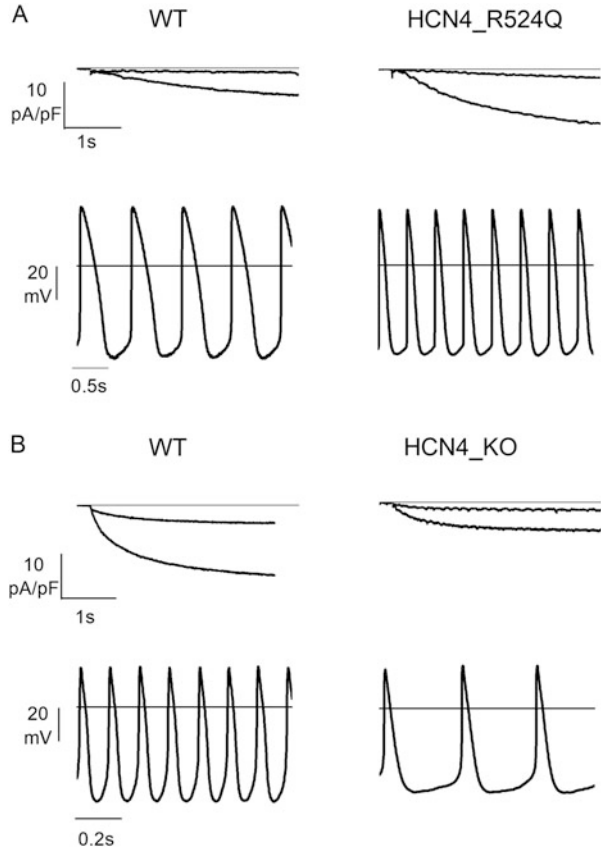 A
WT
HCN4_R524Q
10
pA/pF
1s
20
mV
0.5s
B
WT
HCN4_KO
10
pA/pF
1s
20
mV
0.2s